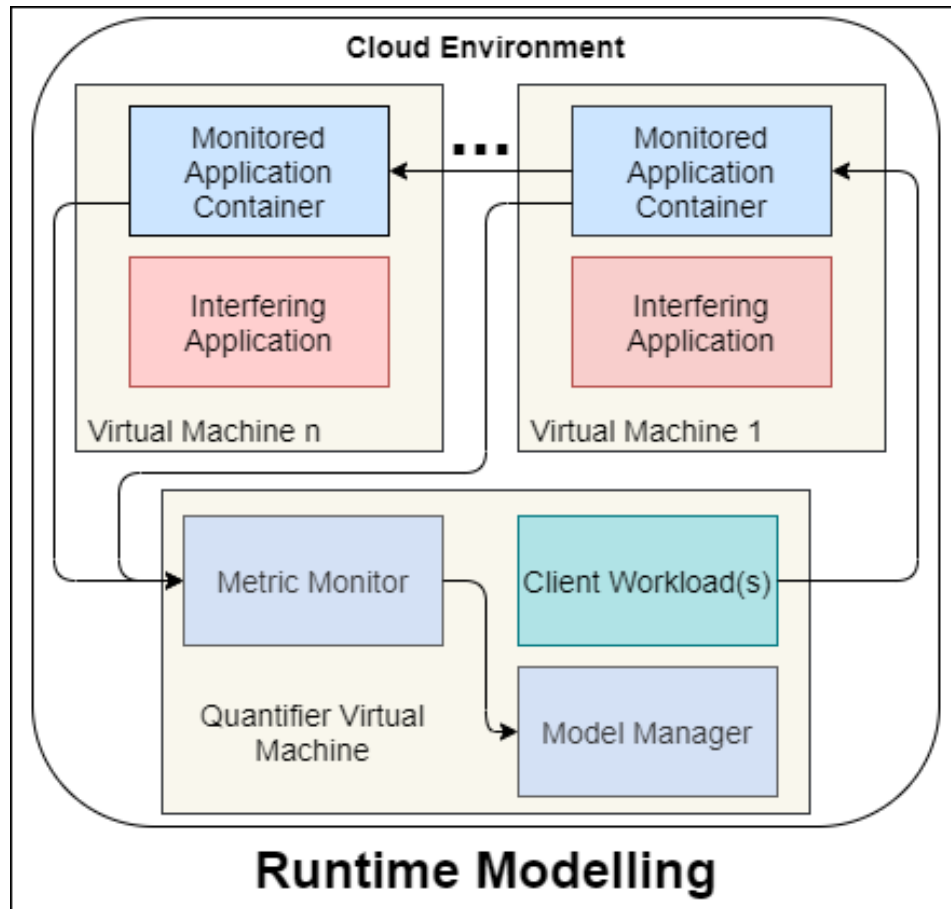 Cloud Environment
Monitored
Application
Container
Interfering
Application
Virtual Machine n
...
Monitored
Application
Container
Interfering
Application
Virtual Machine 1
Metric Monitor
Client Workload(s)
Quantifier Virtual
Machine
Model Manager
Runtime Modelling